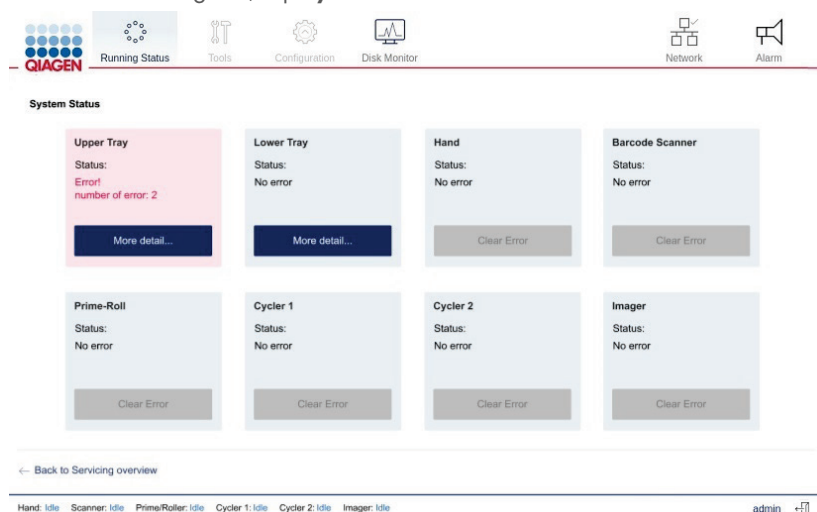 QIAGEN
Running Status Tools Configuration Disk Monitor Network Alarm
System Status
Upper Tray
Status:
Error!
number of error: 2
More detail...
Lower Tray
Status:
No error
More detail...
Hand
Status:
No error
Clear Error
Barcode Scanner
Status:
No error
Clear Error
Prime-Roll
Status:
No error
Clear Error
Cycler 1
Status:
No error
Clear Error
Cycler 2
Status:
No error
Clear Error
Imager
Status:
No error
Clear Error
← Back to Servicing overview
Hand: Idle Scanner: Idle Prime/Roller: Idle Cycler 1: Idle Cycler 2: Idle Imager: Idle admin